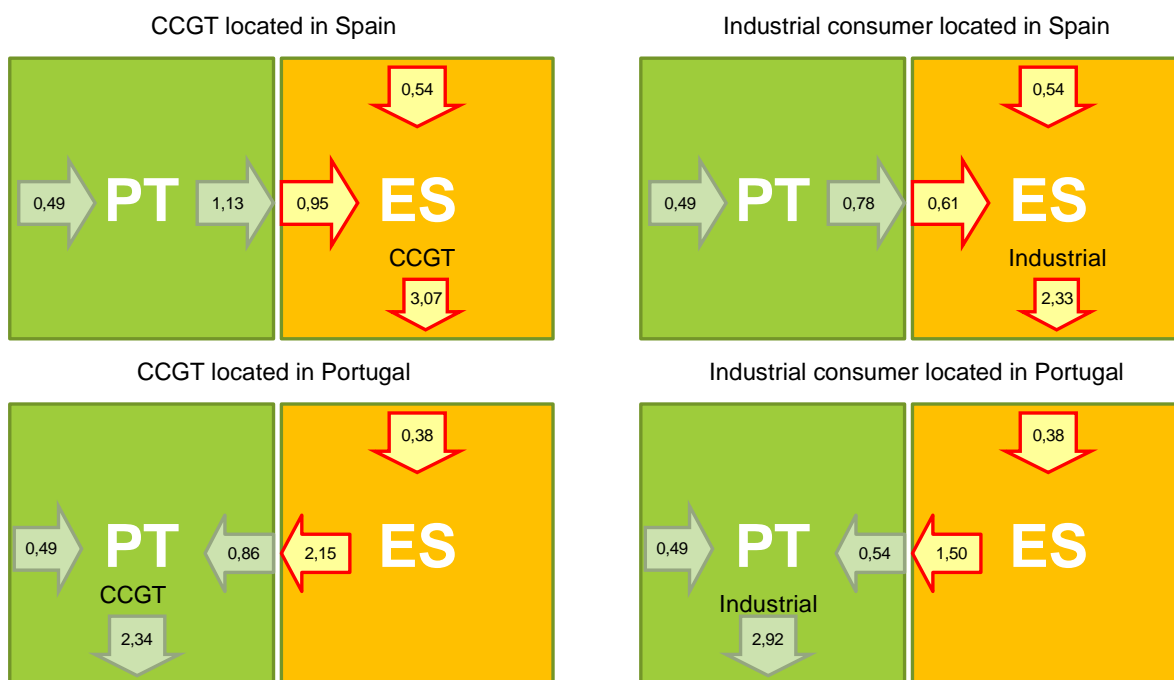 CCGT located in Spain
0,54
0,49
PT
1,13
0,95
ES
CCGT
3,07
Industrial consumer located in Spain
0,54
0,49
PT
0,78
0,61
ES
Industrial
2,33
CCGT located in Portugal
0,38
0,49
PT
0,86
2,15
ES
CCGT
2,34
Industrial consumer located in Portugal
0,38
0,49
PT
0,54
1,50
ES
Industrial
2,92